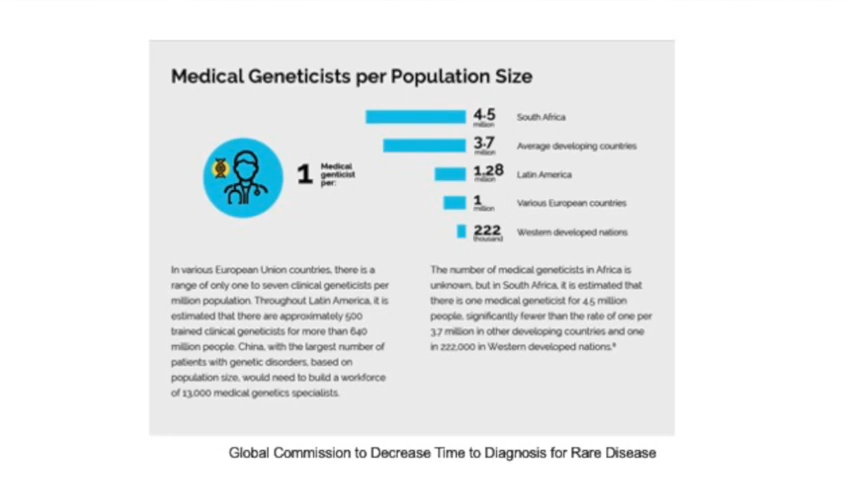 Medical Geneticists per Population Size
1 Medical
genticist
per:
4.5 million South Africa
3.7 million Average developing countries
1.28 million Latin America
1 million Various European countries
222 thousand Western developed nations
In various European Union countries, there is a
range of only one to seven clinical geneticists per
million population. Throughout Latin America, it is
estimated that there are approximately 500
trained clinical geneticists for more than 640
million people. China, with the largest number of
patients with genetic disorders, based on
population size, would need to build a workforce
of 13,000 medical genetics specialists.
The number of medical geneticists in Africa is
unknown, but in South Africa, it is estimated that
there is one medical geneticist for 4.5 million
people, significantly fewer than the rate of one per
3.7 million in other developing countries and one
in 222,000 in Western developed nations.⁸
Global Commission to Decrease Time to Diagnosis for Rare Disease